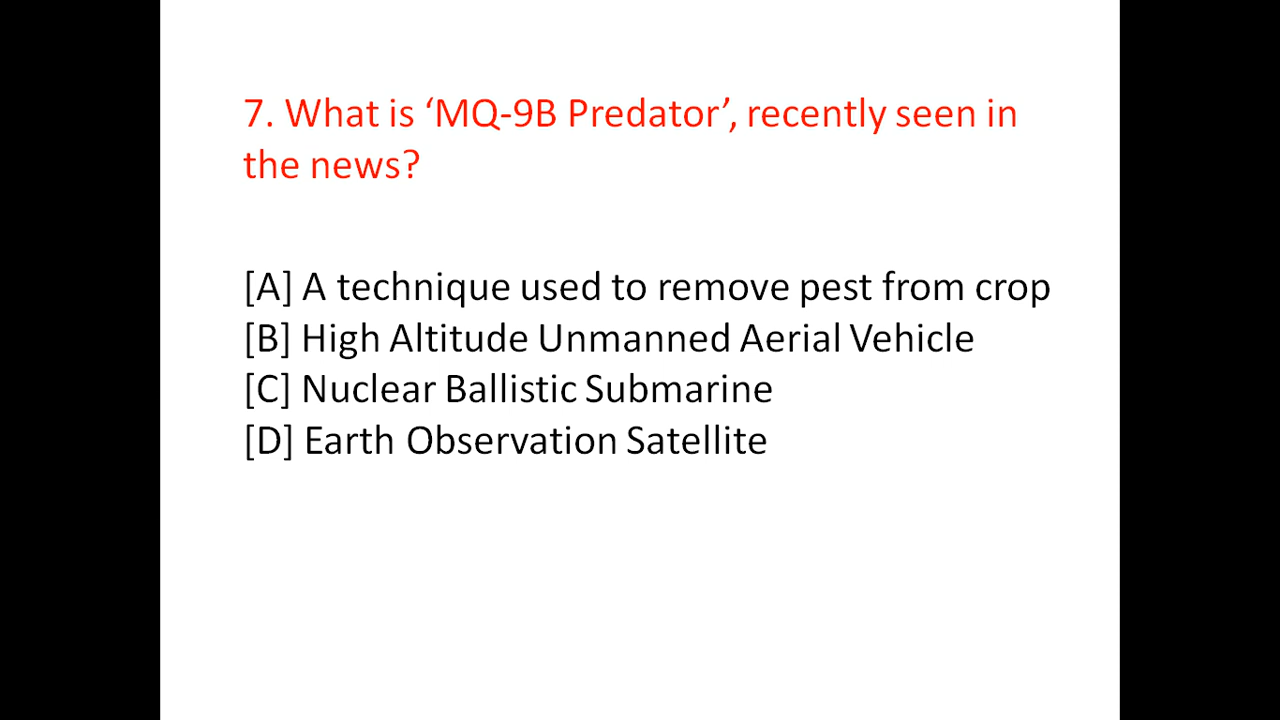 7. What is ‘MQ-9B Predator’, recently seen in
the news?
[A] A technique used to remove pest from crop
[B] High Altitude Unmanned Aerial Vehicle
[C] Nuclear Ballistic Submarine
[D] Earth Observation Satellite